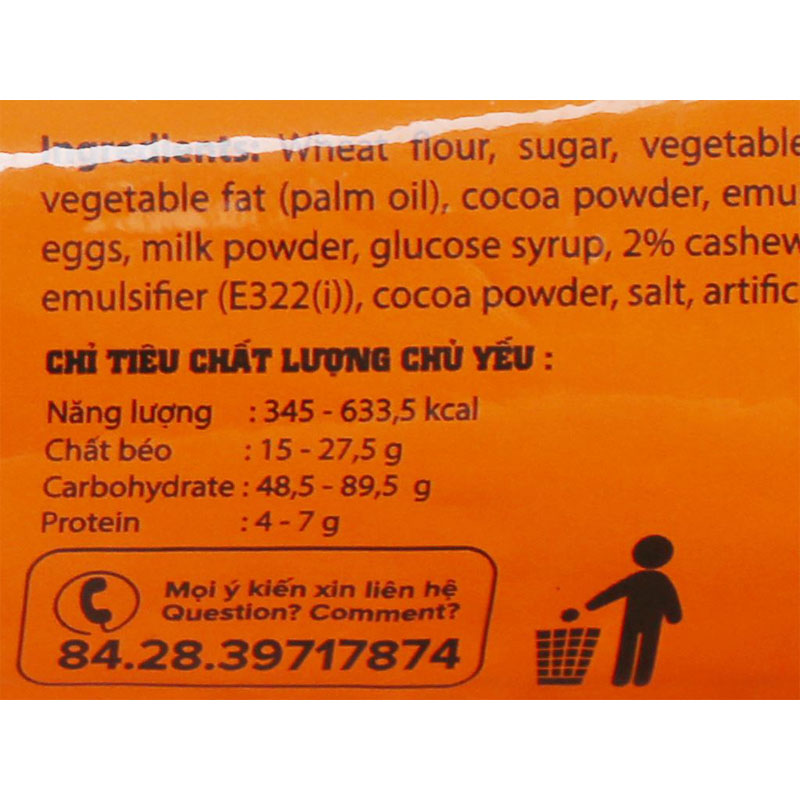 Ingredients: Wheat flour, sugar, vegetable
vegetable fat (palm oil), cocoa powder, emu
eggs, milk powder, glucose syrup, 2% cashew
emulsifier (E322(i)), cocoa powder, salt, artific
CHỈ TIÊU CHẤT LƯỢNG CHỦ YẾU :
Năng lượng : 345 - 633,5 kcal
Chất béo : 15 - 27,5 g
Carbohydrate : 48,5 - 89,5 g
Protein : 4 - 7 g
Mọi ý kiến xin liên hệ
Question? Comment?
84.28.39717874